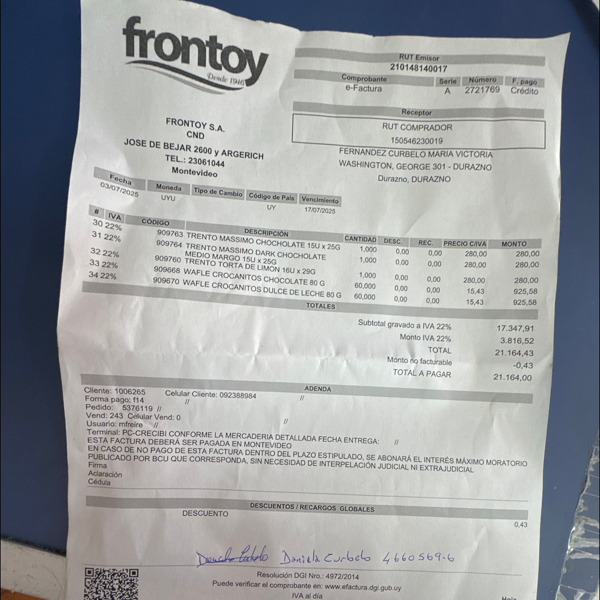 frontoy
Desde 1946
RUT Emisor
210148140017
Comprobante Serie Número F. pago
e-Factura A 2721769 Crédito
Receptor
RUT COMPRADOR
150546230019
FERNANDEZ CURBELO MARIA VICTORIA
WASHINGTON, GEORGE 301 - DURAZNO
Durazno, DURAZNO
FRONTOY S.A.
CND
JOSE DE BEJAR 2600 y ARGERICH
TEL.: 23061044
Montevideo
Fecha Moneda Tipo de Cambio Código de País Vencimiento
03/07/2025 UYU UY 17/07/2025
# IVA CÓDIGO DESCRIPCIÓN CANTIDAD DESC. REC. PRECIO C/IVA MONTO
30 22% 909763 TRENTO MASSIMO CHOCHOLATE 15U x 25G 1,000 0,00 0,00 280,00 280,00
31 22% 909764 TRENTO MASSIMO DARK CHOCHOLATE
MEDIO MARGO 15U x 25G 1,000 0,00 0,00 280,00 280,00
32 22% 909760 TRENTO TORTA DE LIMON 16U x 29G 1,000 0,00 0,00 280,00 280,00
33 22% 909668 WAFLE CROCANITOS CHOCOLATE 80 G 60,000 0,00 0,00 15,43 925,58
34 22% 909670 WAFLE CROCANITOS DULCE DE LECHE 80 G 60,000 0,00 0,00 15,43 925,58
TOTALES
Subtotal gravado a IVA 22% 17.347,91
Monto IVA 22% 3.816,52
TOTAL 21.164,43
Monto no facturable -0,43
TOTAL A PAGAR 21.164,00
ADENDA
Cliente: 1006265 Celular Cliente: 092388984 //
Forma pago: f14 //
Pedido: 5376119 //
Vend: 243 Célular Vend: 0 //
Usuario: mfreire //
Terminal: PC-CRECIBÍ CONFORME LA MERCADERIA DETALLADA FECHA ENTREGA: //
ESTA FACTURA DEBERÁ SER PAGADA EN MONTEVIDEO
EN CASO DE NO PAGO DE ESTA FACTURA DENTRO DEL PLAZO ESTIPULADO, SE ABONARÁ EL INTERÉS MÁXIMO MORATORIO
PUBLICADO POR BCU QUE CORRESPONDA, SIN NECESIDAD DE INTERPELACIÓN JUDICIAL NI EXTRAJUDICIAL
Firma
Aclaración
Cédula
DESCUENTOS / RECARGOS GLOBALES
DESCUENTO 0,43
Daniela Curbelo 4660569-6
Resolución DGI Nro.: 4972/2014
Puede verificar el comprobante en: www.efactura.dgi.gub.uy
IVA al día